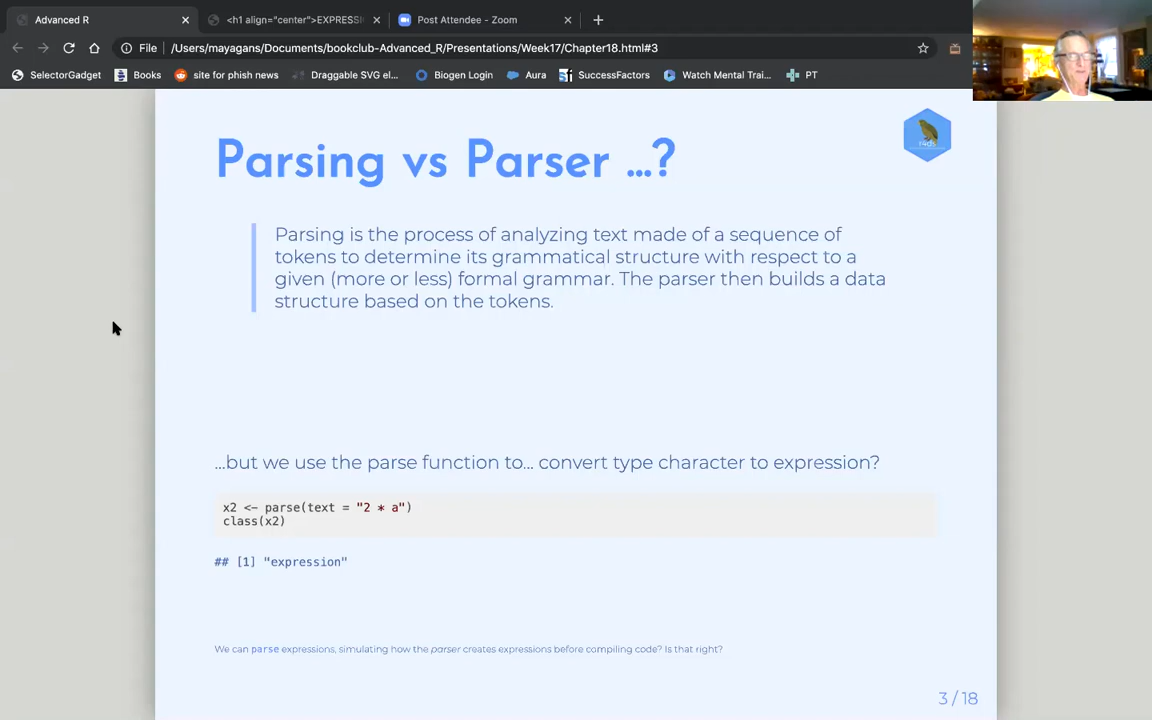 Advanced R
<h1 align="center">EXPRESSI
Post Attendee - Zoom
File
/Users/mayagans/Documents/bookclub-Advanced_R/Presentations/Week17/Chapter18.html#3
SelectorGadget
Books
site for phish news
Draggable SVG el...
Biogen Login
Aura
SuccessFactors
Watch Mental Trai...
PT
Parsing vs Parser ...?
r4ds
Parsing is the process of analyzing text made of a sequence of
tokens to determine its grammatical structure with respect to a
given (more or less) formal grammar. The parser then builds a data
structure based on the tokens.
...but we use the parse function to... convert type character to expression?
x2 <- parse(text = "2 * a")
class(x2)
## [1] "expression"
We can parse expressions, simulating how the parser creates expressions before compiling code? Is that right?
3 / 18